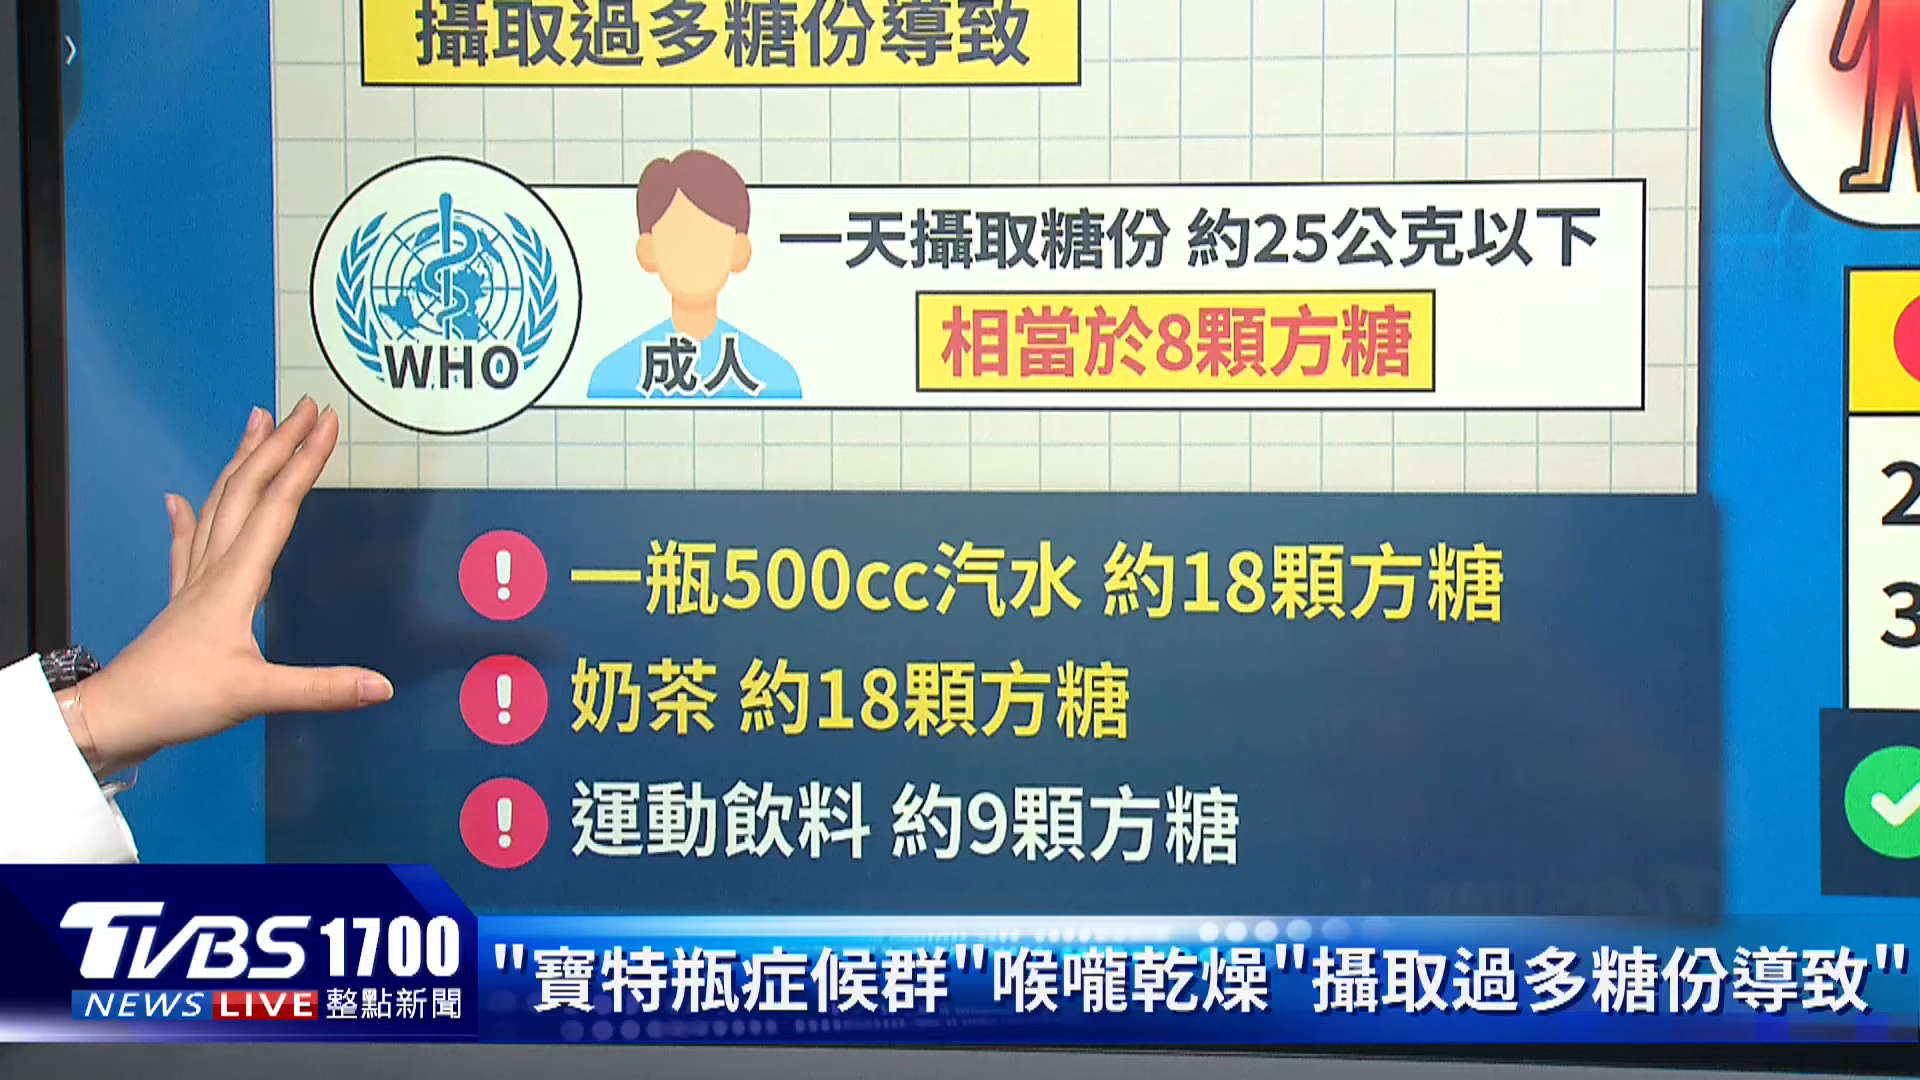 攝取過多糖份導致
WHO
成人
一天攝取糖份 約25公克以下
相當於8顆方糖
一瓶500cc汽水 約18顆方糖
奶茶 約18顆方糖
運動飲料 約9顆方糖
2
3
TVBS 1700
NEWS LIVE 整點新聞
"寶特瓶症候群"喉嚨乾燥"攝取過多糖份導致"